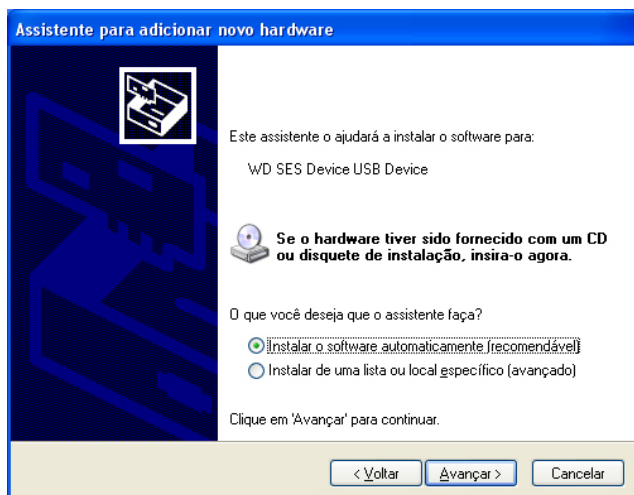 Assistente para adicionar novo hardware
Este assistente o ajudará a instalar o software para:
WD SES Device USB Device
Se o hardware tiver sido fornecido com um CD
ou disquete de instalação, insira-o agora.
O que você deseja que o assistente faça?
Instalar o software automaticamente (recomendável)
Instalar de uma lista ou local específico (avançado)
Clique em 'Avançar' para continuar.
< Voltar
Avançar >
Cancelar